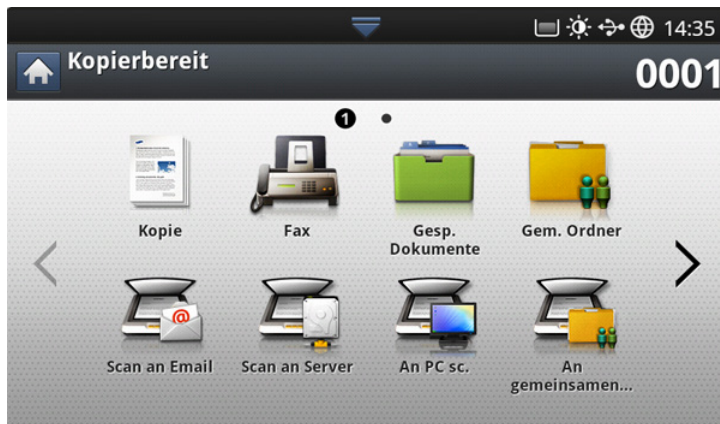 14:35
Kopierbereit
0001
1
Kopie
Fax
Gesp.
Dokumente
Gem. Ordner
@
Scan an Email
Scan an Server
An PC sc.
An
gemeinsamen...